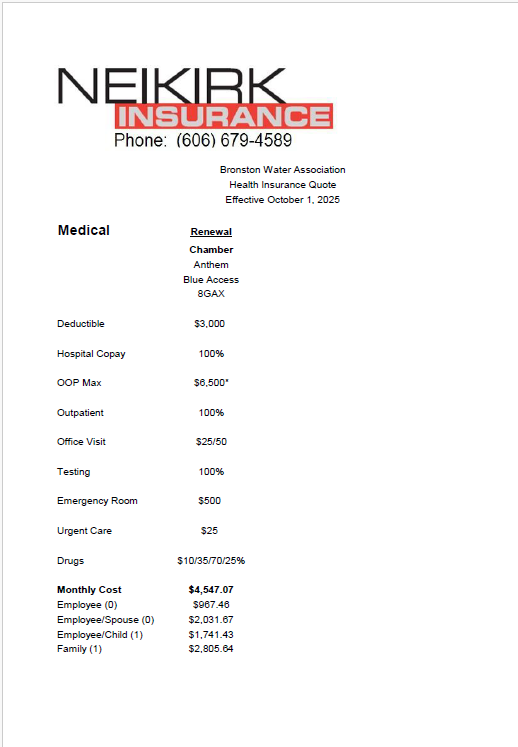 NEIKIRK
INSURANCE
Phone: (606) 679-4589
Bronston Water Association
Health Insurance Quote
Effective October 1, 2025
Medical Renewal
Chamber
Anthem
Blue Access
8GAX
Deductible $3,000
Hospital Copay 100%
OOP Max $6,500*
Outpatient 100%
Office Visit $25/50
Testing 100%
Emergency Room $500
Urgent Care $25
Drugs $10/35/70/25%
Monthly Cost $4,547.07
Employee (0) $967.46
Employee/Spouse (0) $2,031.67
Employee/Child (1) $1,741.43
Family (1) $2,805.64